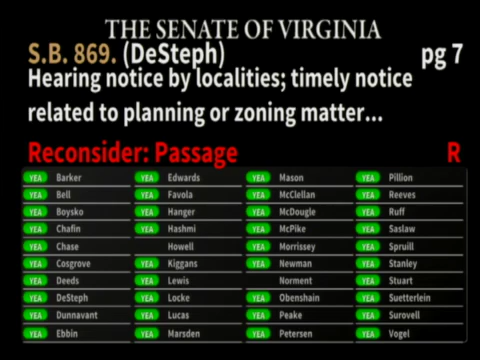 THE SENATE OF VIRGINIA
S.B. 869. (DeSteph) pg 7
Hearing notice by localities; timely notice
related to planning or zoning matter...
Reconsider: Passage R
YEA Barker YEA Edwards YEA Mason YEA Pillion
YEA Bell YEA Favola YEA McClellan YEA Reeves
YEA Boysko YEA Hanger YEA McDougle YEA Ruff
YEA Chafin YEA Hashmi YEA McPike YEA Saslaw
YEA Chase Howell YEA Morrissey YEA Spruill
YEA Cosgrove YEA Kiggans YEA Newman YEA Stanley
YEA Deeds YEA Lewis Norment YEA Stuart
YEA DeSteph YEA Locke YEA Obenshain YEA Suetterlein
YEA Dunnavant YEA Lucas YEA Peake YEA Surovell
YEA Ebbin YEA Marsden YEA Petersen YEA Vogel